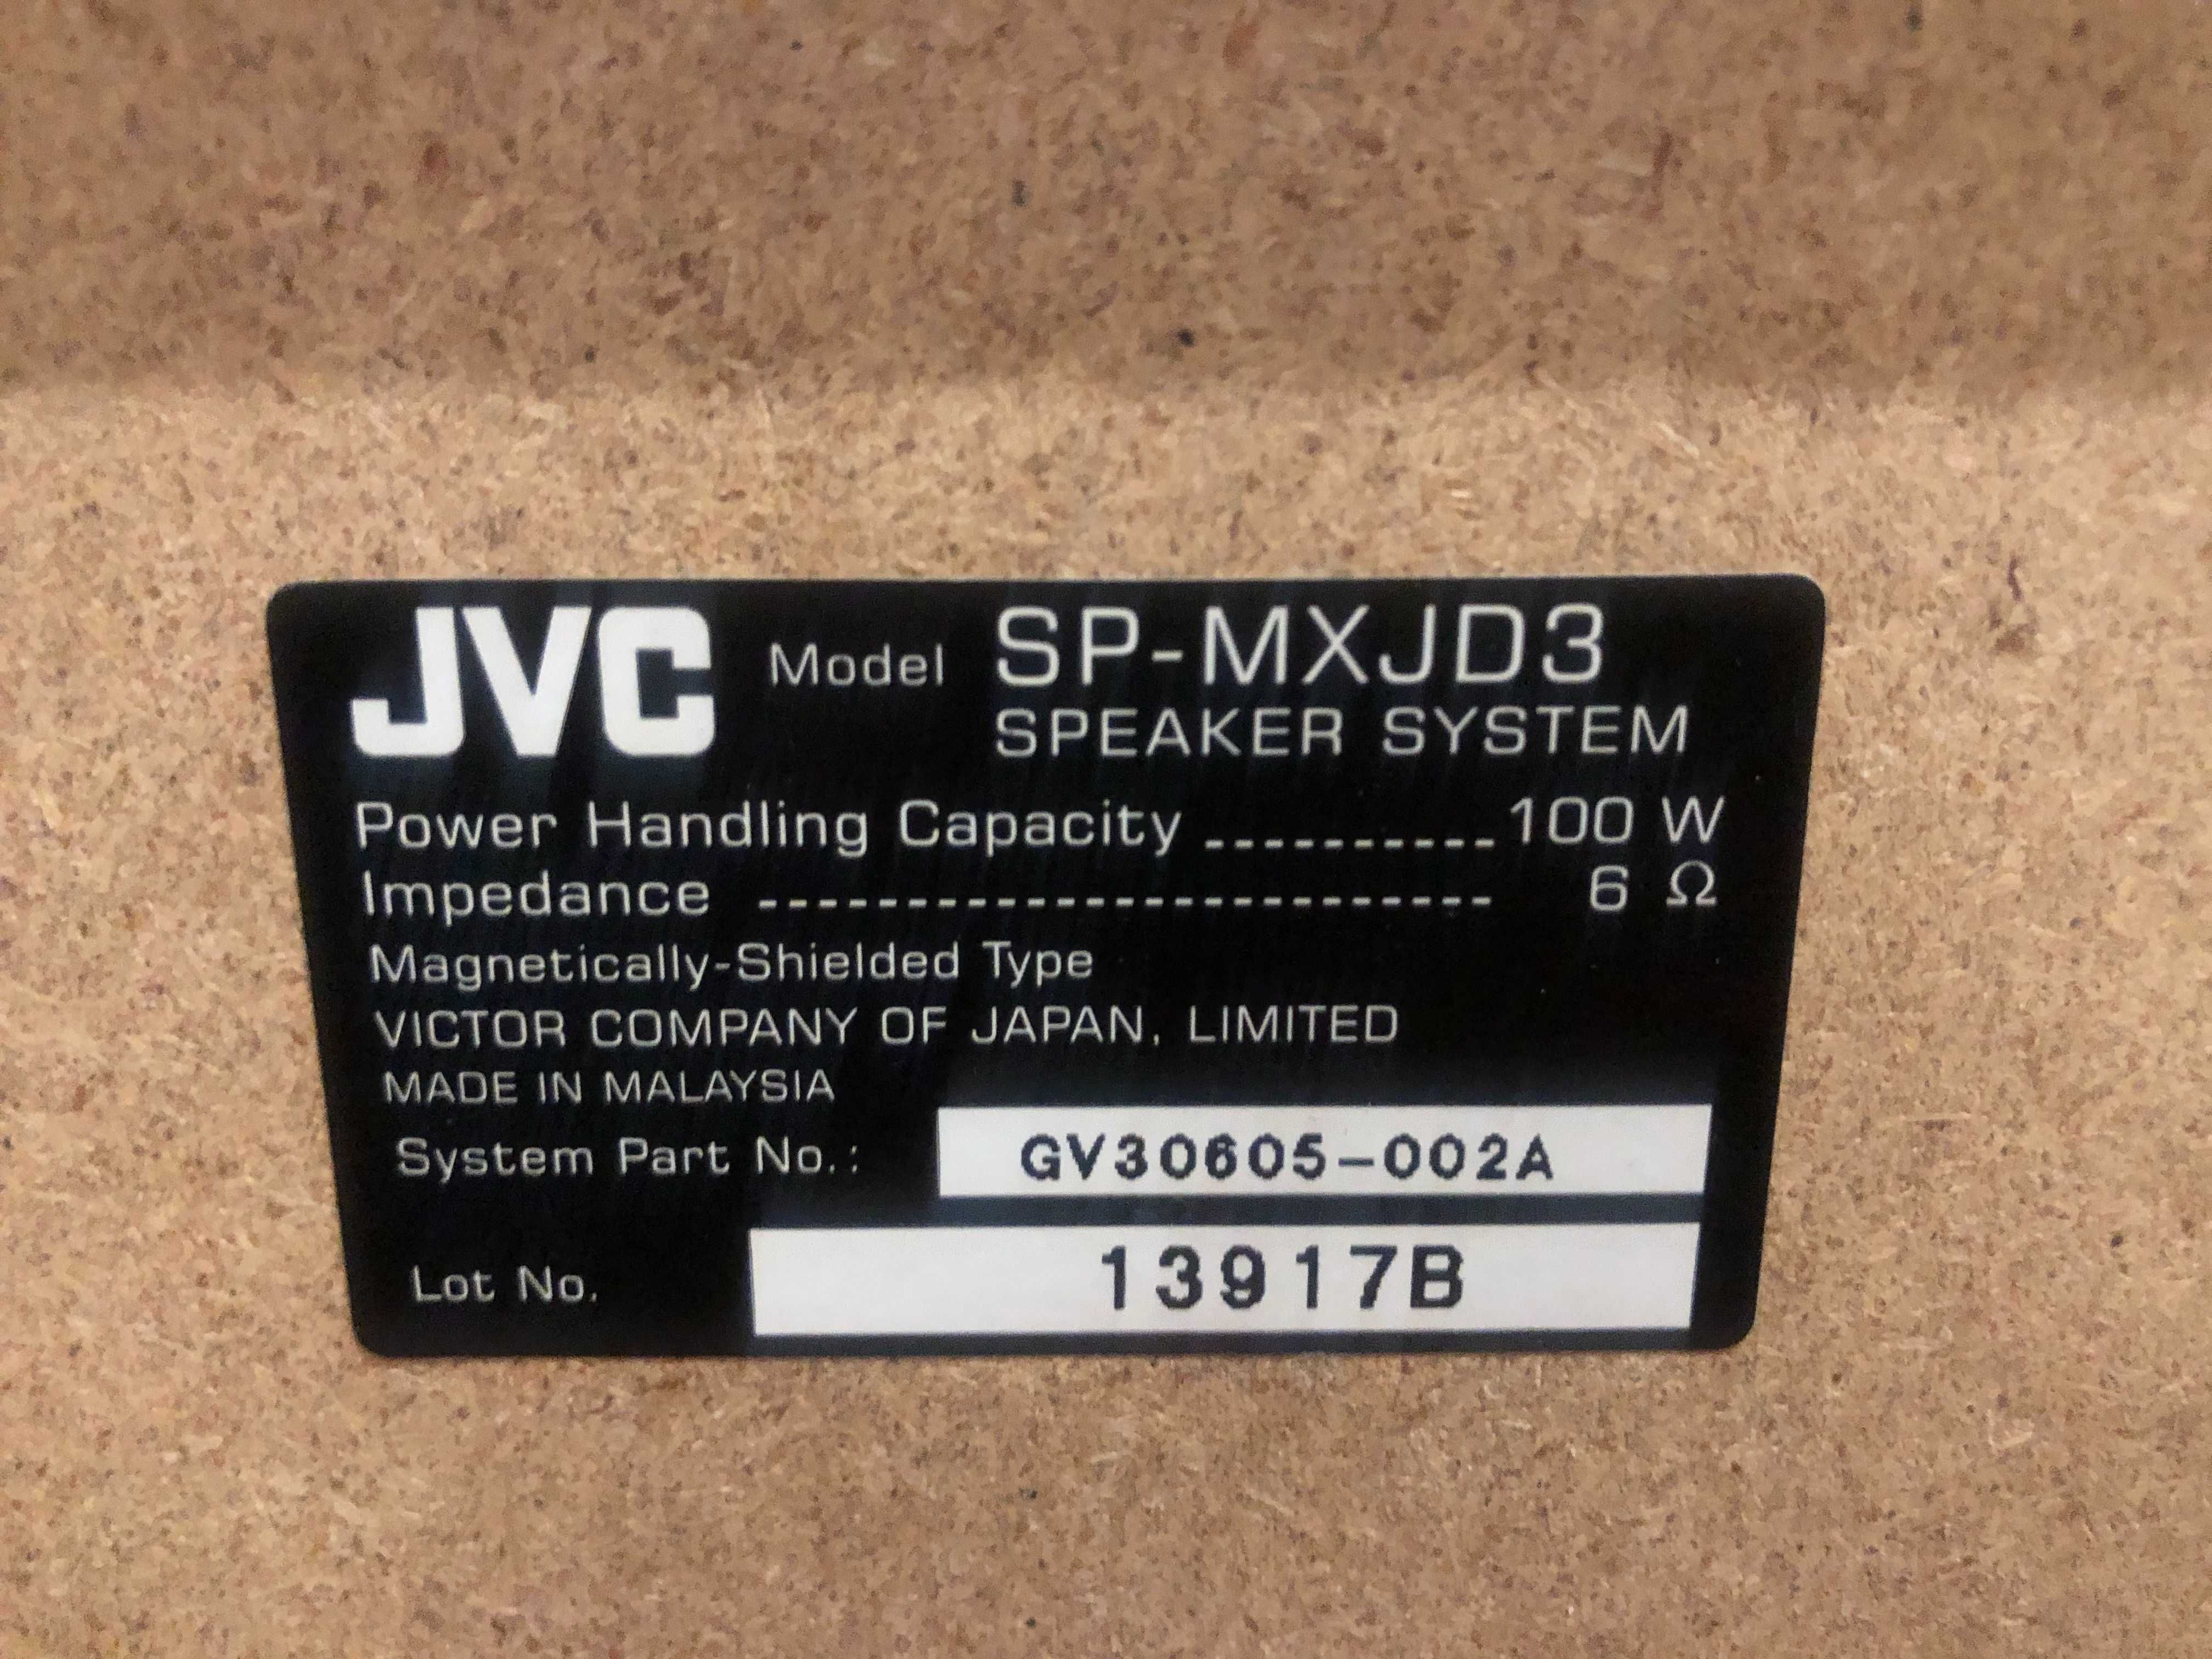 JVC Model SP-MXJD3
SPEAKER SYSTEM
Power Handling Capacity ---------- 100 W
Impedance ------------------------- 6 Ω
Magnetically-Shielded Type
VICTOR COMPANY OF JAPAN, LIMITED
MADE IN MALAYSIA
System Part No.: GV30605-002A
Lot No. 13917B